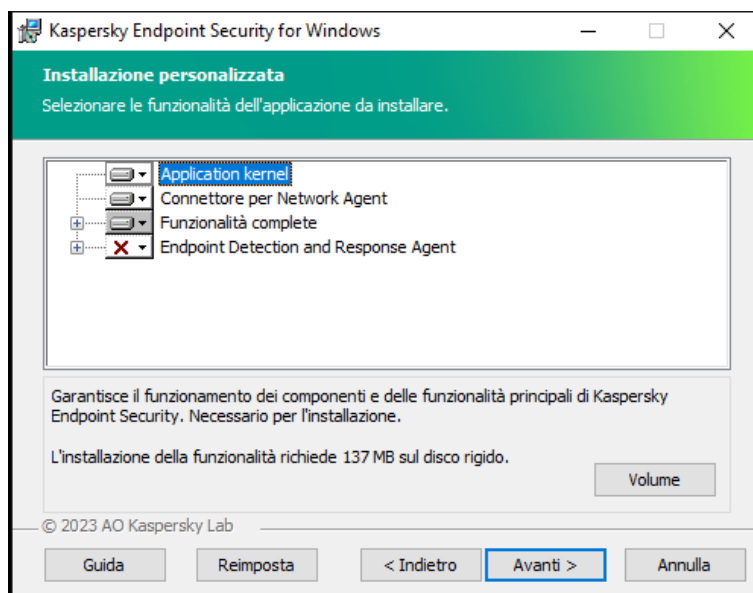 Kaspersky Endpoint Security for Windows
Installazione personalizzata
Selezionare le funzionalità dell'applicazione da installare.
Application kernel
Connettore per Network Agent
Funzionalità complete
Endpoint Detection and Response Agent
Garantisce il funzionamento dei componenti e delle funzionalità principali di Kaspersky
Endpoint Security. Necessario per l'installazione.
L'installazione della funzionalità richiede 137 MB sul disco rigido.
Volume
© 2023 AO Kaspersky Lab
Guida
Reimposta
< Indietro
Avanti >
Annulla